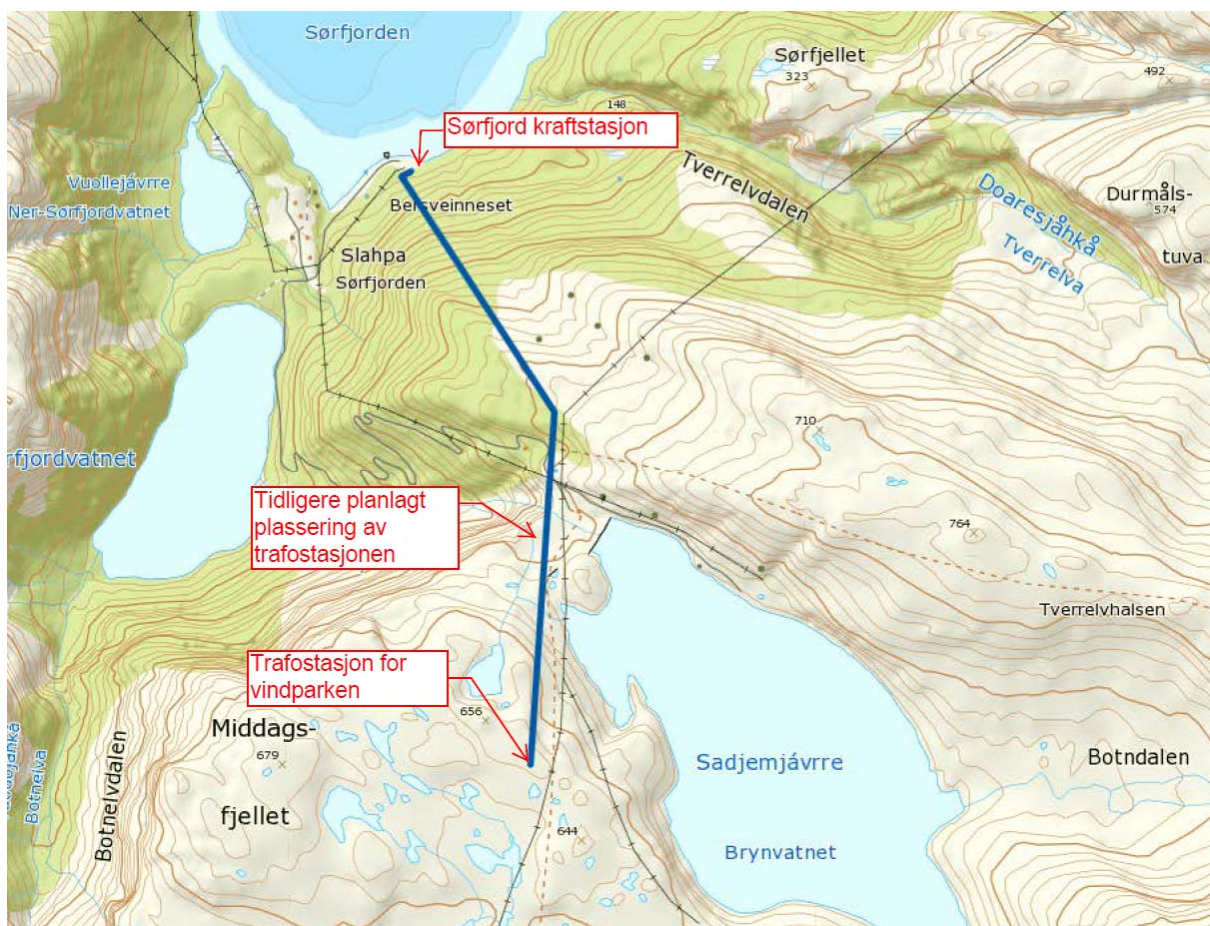 Sørfjorden
Sørfjellet
323
492
148
Sørfjord kraftstasjon
Tverrelvdalen
Vuollejávrre
Ner-Sørfjordvatnet
Doaresjåhkå
Tverrelva
Durmåls-
574
tuva
Beisveinneset
Slahpa
Sørfjorden
710
rfjordvatnet
Tidligere planlagt
plassering av
trafostasjonen
764
Tverrelvhalsen
Trafostasjon for
vindparken
656
Middags-
679
fjellet
Botnelvdalen
Botnelva
Sadjemjávrre
Botndalen
644
Brynvatnet